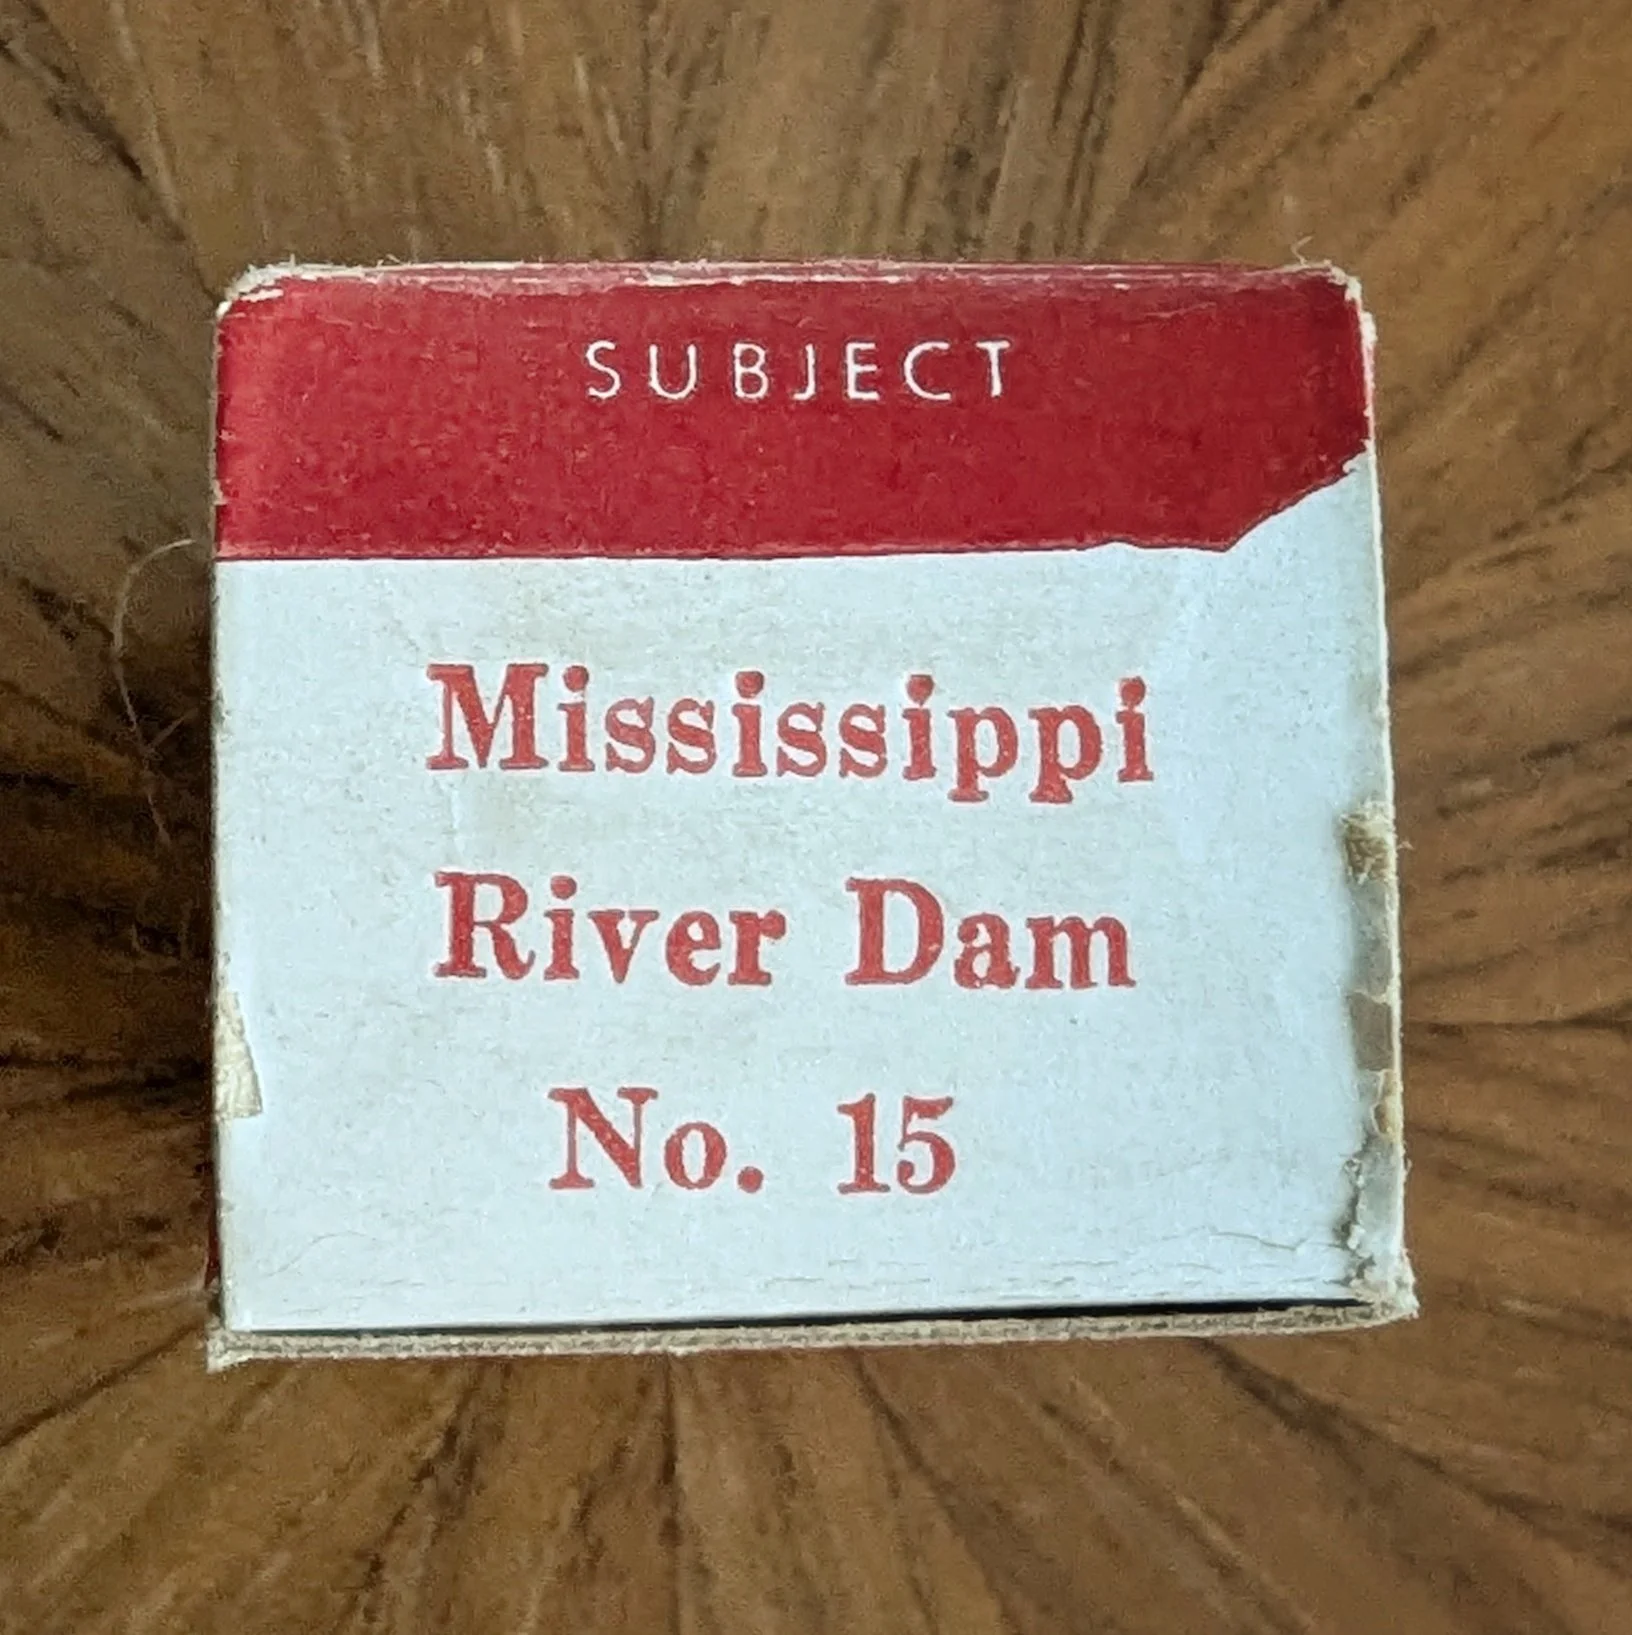 SUBJECT
Mississippi
River Dam
No. 15